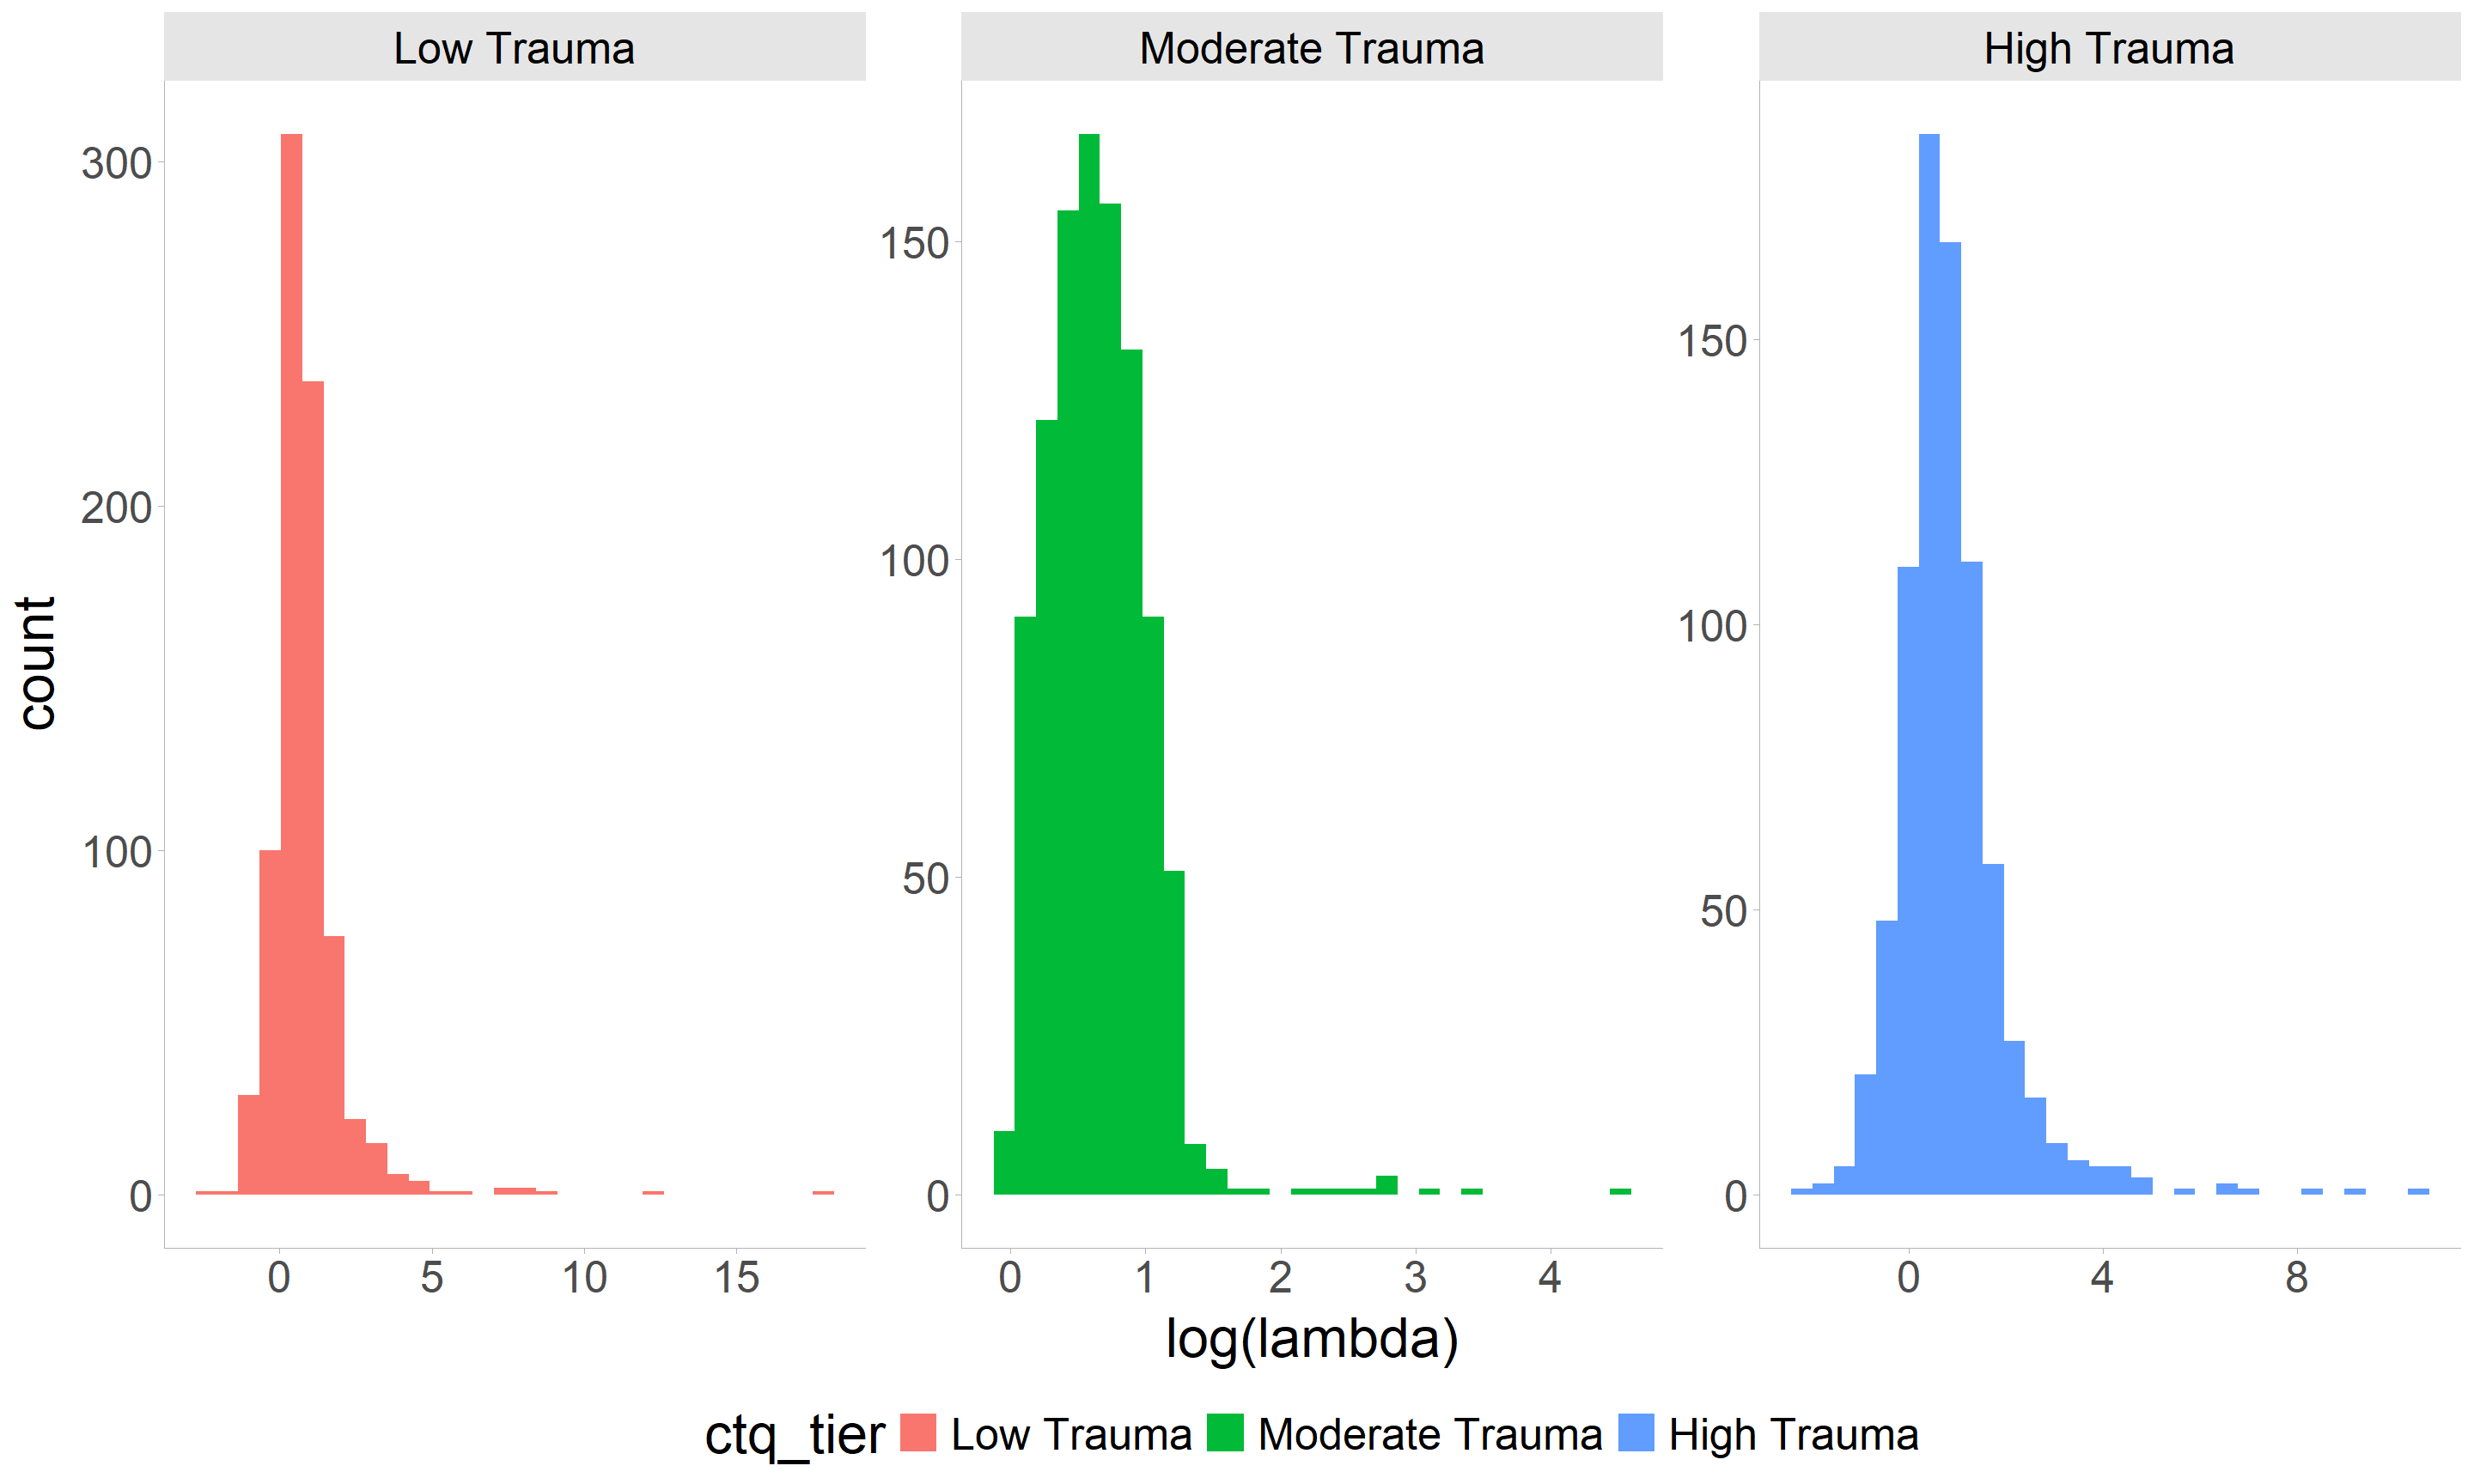 Low Trauma
Moderate Trauma
High Trauma
count
300
200
100
0
0 5 10 15
150
100
50
0
0 1 2 3 4
150
100
50
0
0 4 8
log(lambda)
ctq_tier Low Trauma Moderate Trauma High Trauma